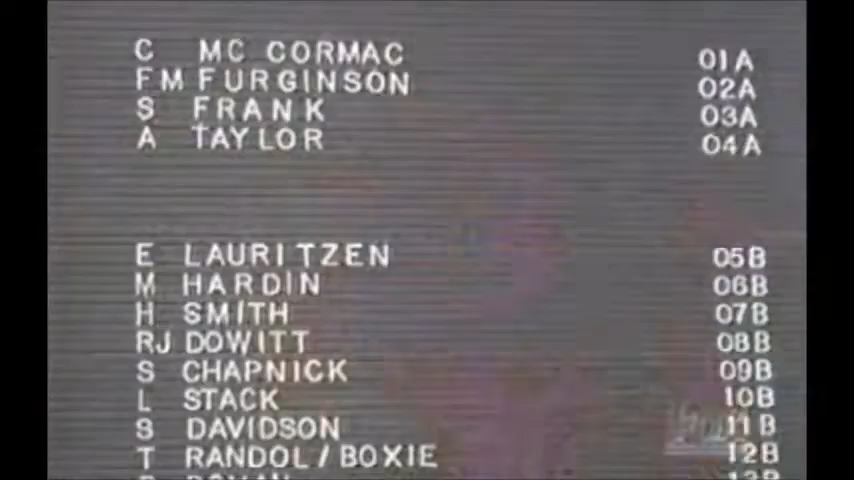 C MC CORMAC 01A
FM FURGINSON 02A
S FRANK 03A
A TAYLOR 04A
E LAURITZEN 05B
M HARDIN 06B
H SMITH 07B
RJ DOWITT 08B
S CHAPNICK 09B
L STACK 10B
S DAVIDSON 11B
T RANDOL/BOXIE 12B
13B